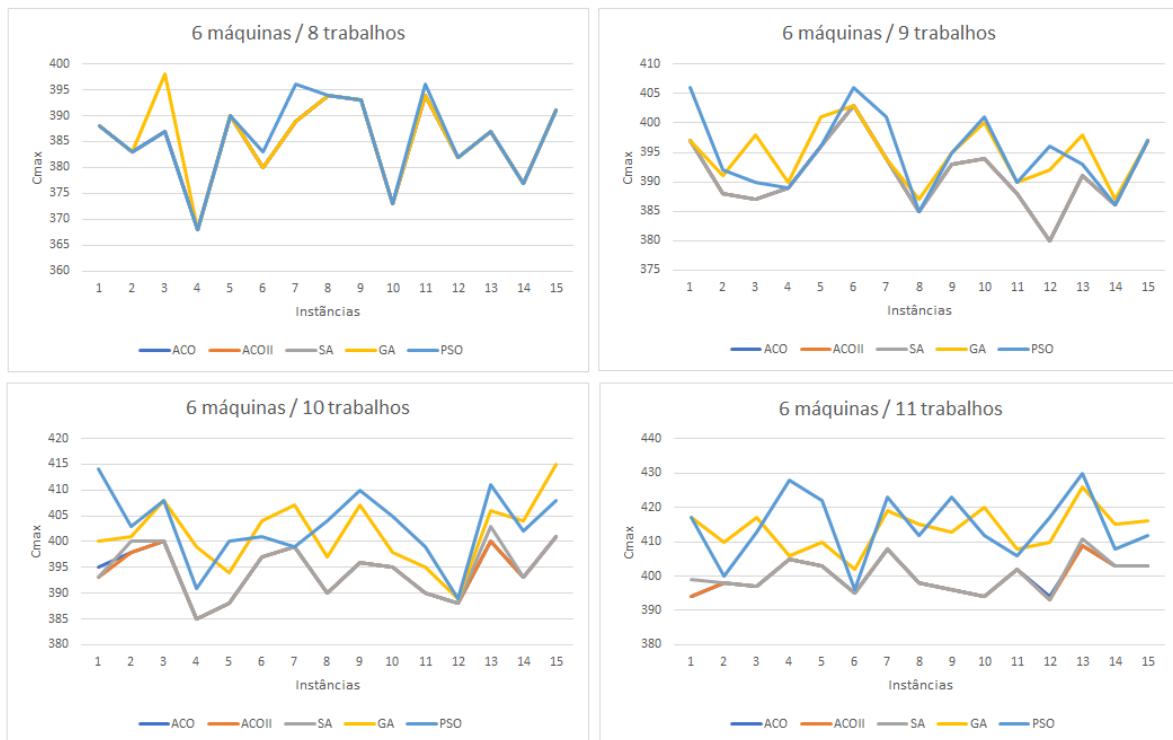 6 máquinas / 8 trabalhos
Cmax
400
395
390
385
380
375
370
365
360
1 2 3 4 5 6 7 8 9 10 11 12 13 14 15
Instâncias
ACO ACOII SA GA PSO
6 máquinas / 9 trabalhos
Cmax
410
405
400
395
390
385
380
375
1 2 3 4 5 6 7 8 9 10 11 12 13 14 15
Instâncias
ACO ACOII SA GA PSO
6 máquinas / 10 trabalhos
Cmax
420
415
410
405
400
395
390
385
380
1 2 3 4 5 6 7 8 9 10 11 12 13 14 15
Instâncias
ACO ACOII SA GA PSO
6 máquinas / 11 trabalhos
Cmax
440
430
420
410
400
390
380
1 2 3 4 5 6 7 8 9 10 11 12 13 14 15
Instâncias
ACO ACOII SA GA PSO